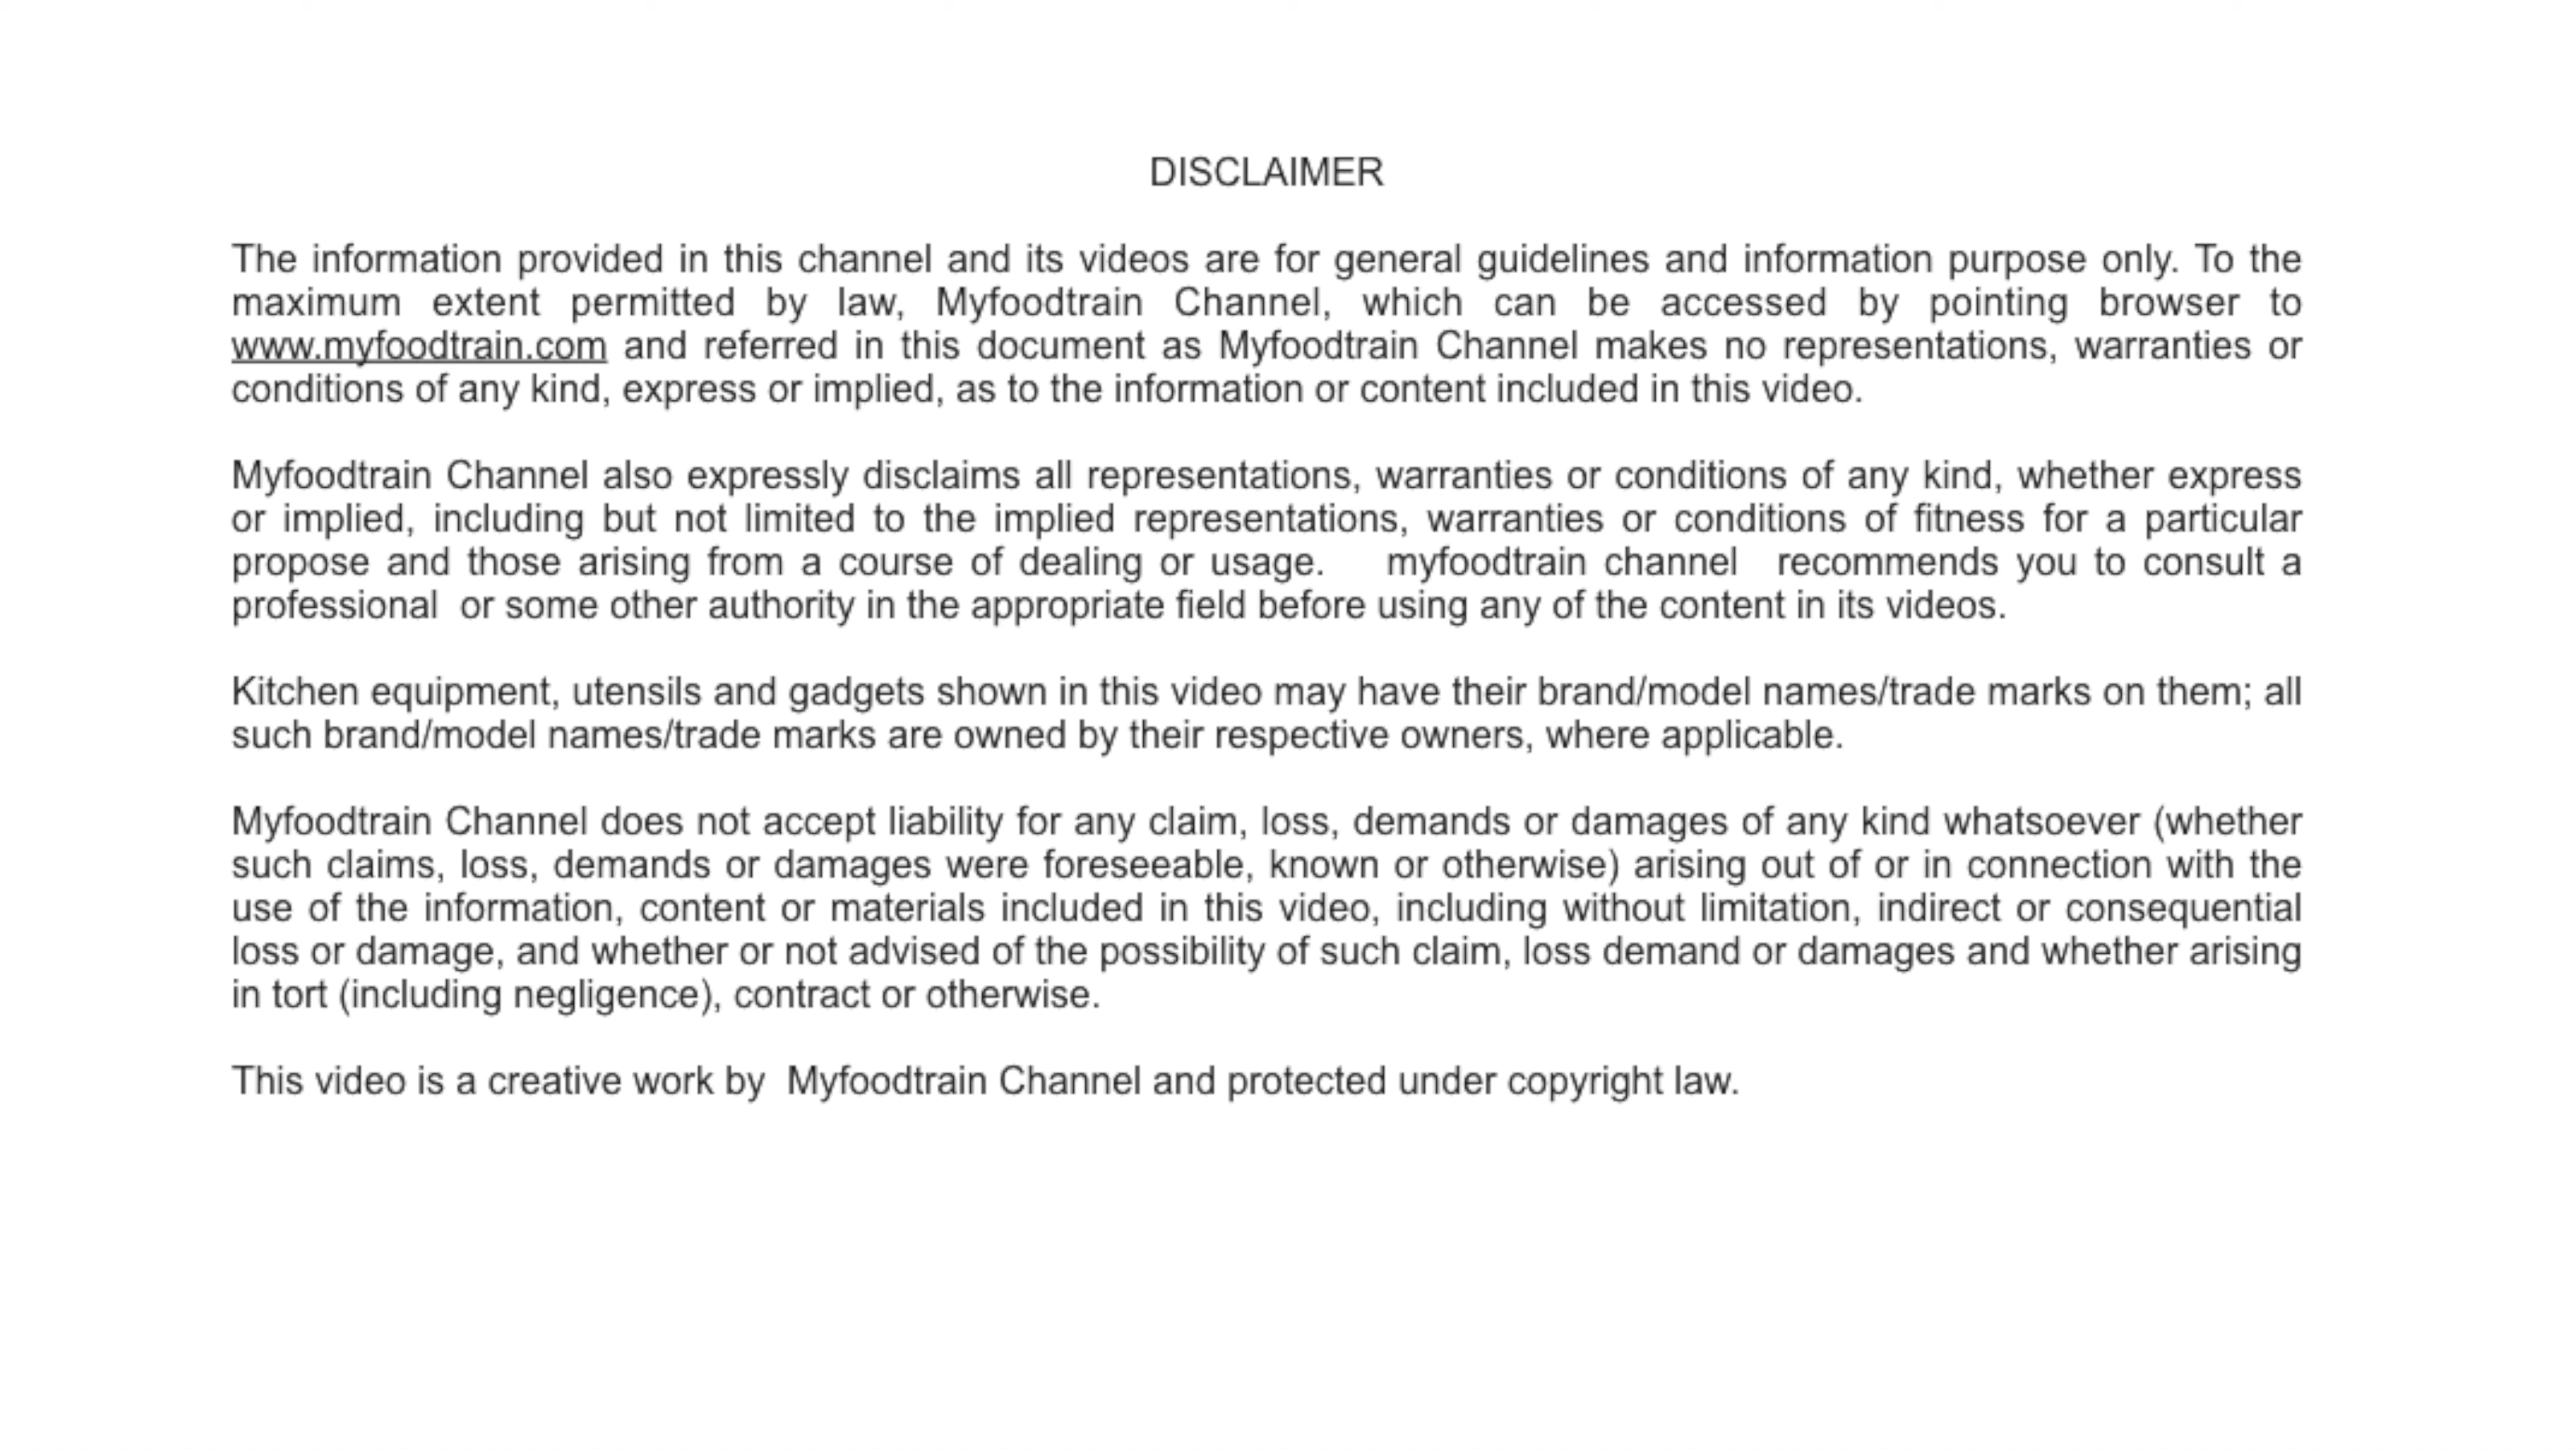 DISCLAIMER
The information provided in this channel and its videos are for general guidelines and information purpose only. To the
maximum extent permitted by law, Myfoodtrain Channel, which can be accessed by pointing browser to
www.myfoodtrain.com and referred in this document as Myfoodtrain Channel makes no representations, warranties or
conditions of any kind, express or implied, as to the information or content included in this video.
Myfoodtrain Channel also expressly disclaims all representations, warranties or conditions of any kind, whether express
or implied, including but not limited to the implied representations, warranties or conditions of fitness for a particular
propose and those arising from a course of dealing or usage. myfoodtrain channel recommends you to consult a
professional or some other authority in the appropriate field before using any of the content in its videos.
Kitchen equipment, utensils and gadgets shown in this video may have their brand/model names/trade marks on them; all
such brand/model names/trade marks are owned by their respective owners, where applicable.
Myfoodtrain Channel does not accept liability for any claim, loss, demands or damages of any kind whatsoever (whether
such claims, loss, demands or damages were foreseeable, known or otherwise) arising out of or in connection with the
use of the information, content or materials included in this video, including without limitation, indirect or consequential
loss or damage, and whether or not advised of the possibility of such claim, loss demand or damages and whether arising
in tort (including negligence), contract or otherwise.
This video is a creative work by Myfoodtrain Channel and protected under copyright law.